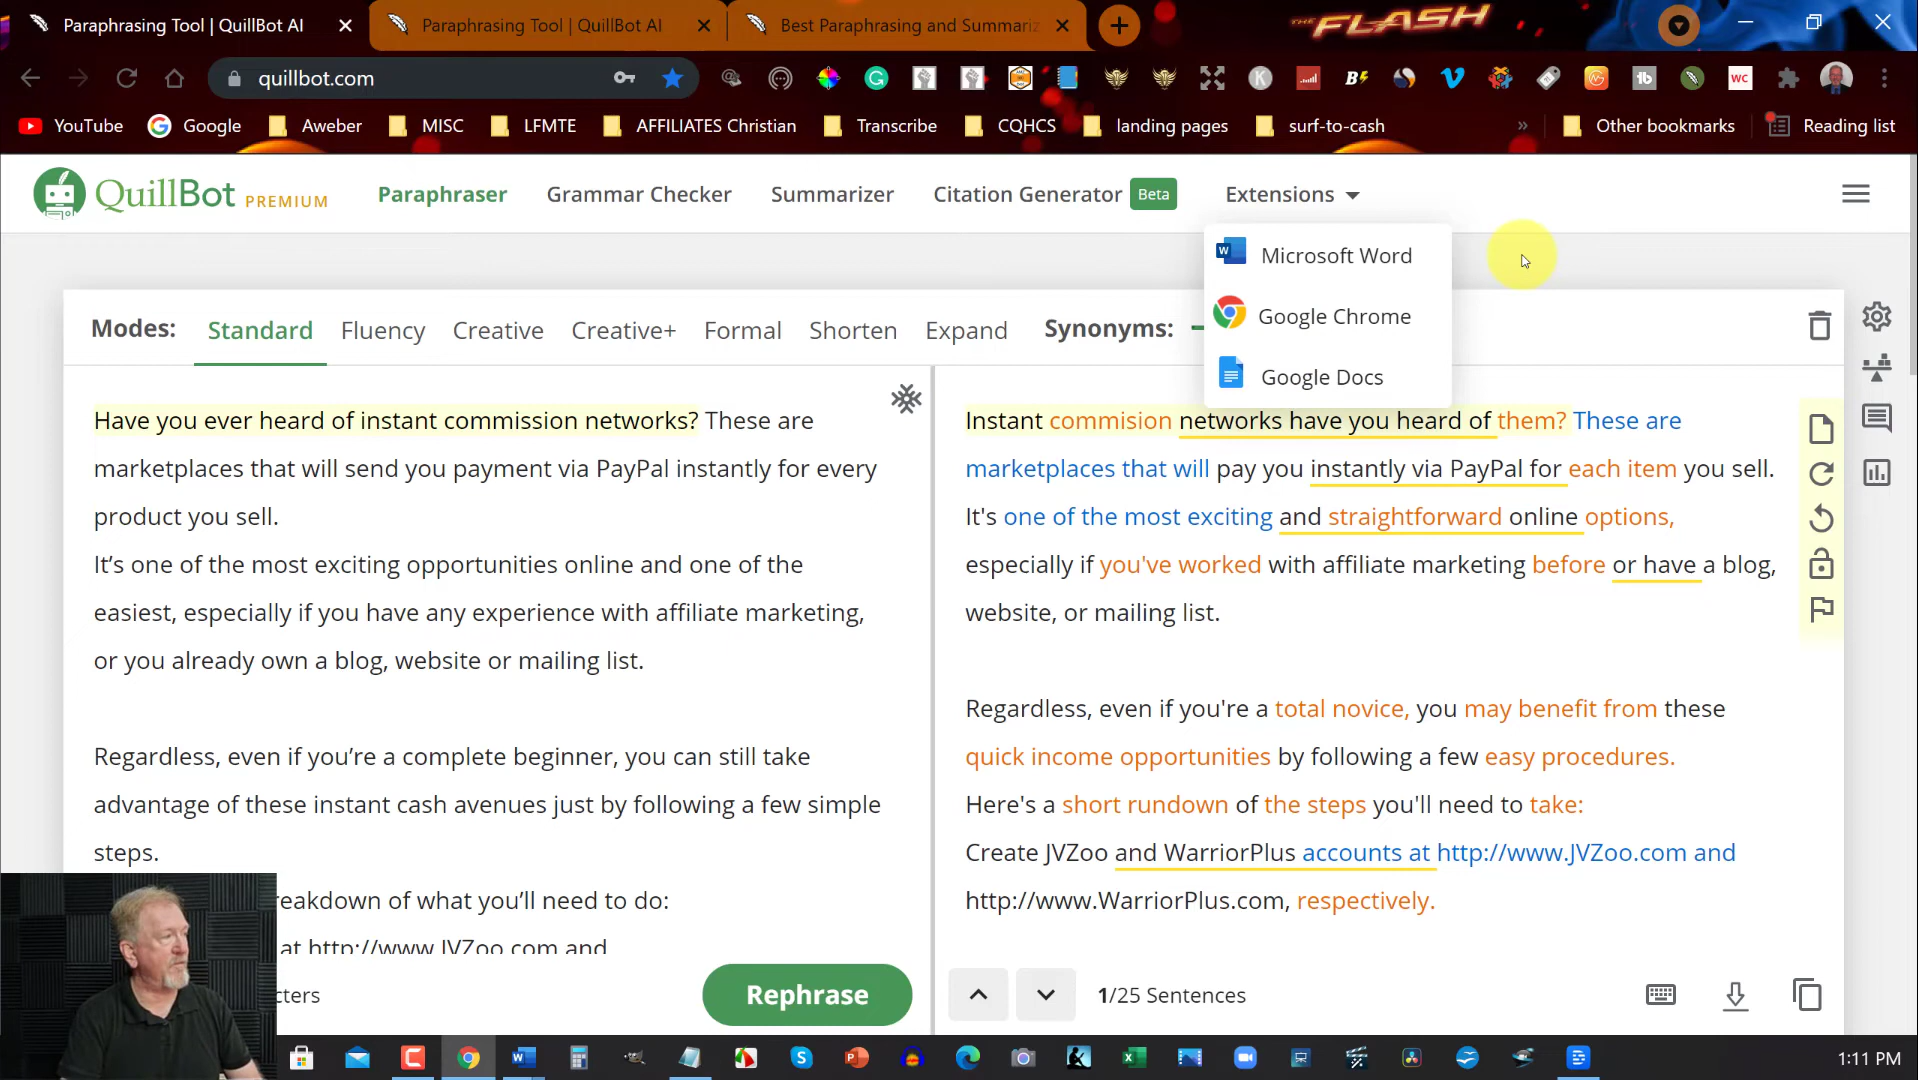 Paraphrasing Tool | QuillBot AI
Paraphrasing Tool | QuillBot AI
Best Paraphrasing and Summariz
THE FLASH
quillbot.com
YouTube
Google
Aweber
MISC
LFMTE
AFFILIATES Christian
Transcribe
CQHCS
landing pages
surf-to-cash
»
Other bookmarks
Reading list
QuillBot PREMIUM
Paraphraser
Grammar Checker
Summarizer
Citation Generator Beta
Extensions
Microsoft Word
Google Chrome
Google Docs
Modes: Standard Fluency Creative Creative+ Formal Shorten Expand
Synonyms:
Have you ever heard of instant commission networks? These are
marketplaces that will send you payment via PayPal instantly for every
product you sell.
It’s one of the most exciting opportunities online and one of the
easiest, especially if you have any experience with affiliate marketing,
or you already own a blog, website or mailing list.
Regardless, even if you’re a complete beginner, you can still take
advantage of these instant cash avenues just by following a few simple
steps.
reakdown of what you’ll need to do:
at http://www.JVZoo.com and
cters
Rephrase
Instant commision networks have you heard of them? These are
marketplaces that will pay you instantly via PayPal for each item you sell.
It's one of the most exciting and straightforward online options,
especially if you've worked with affiliate marketing before or have a blog,
website, or mailing list.
Regardless, even if you're a total novice, you may benefit from these
quick income opportunities by following a few easy procedures.
Here's a short rundown of the steps you'll need to take:
Create JVZoo and WarriorPlus accounts at http://www.JVZoo.com and
http://www.WarriorPlus.com, respectively.
1/25 Sentences
1:11 PM